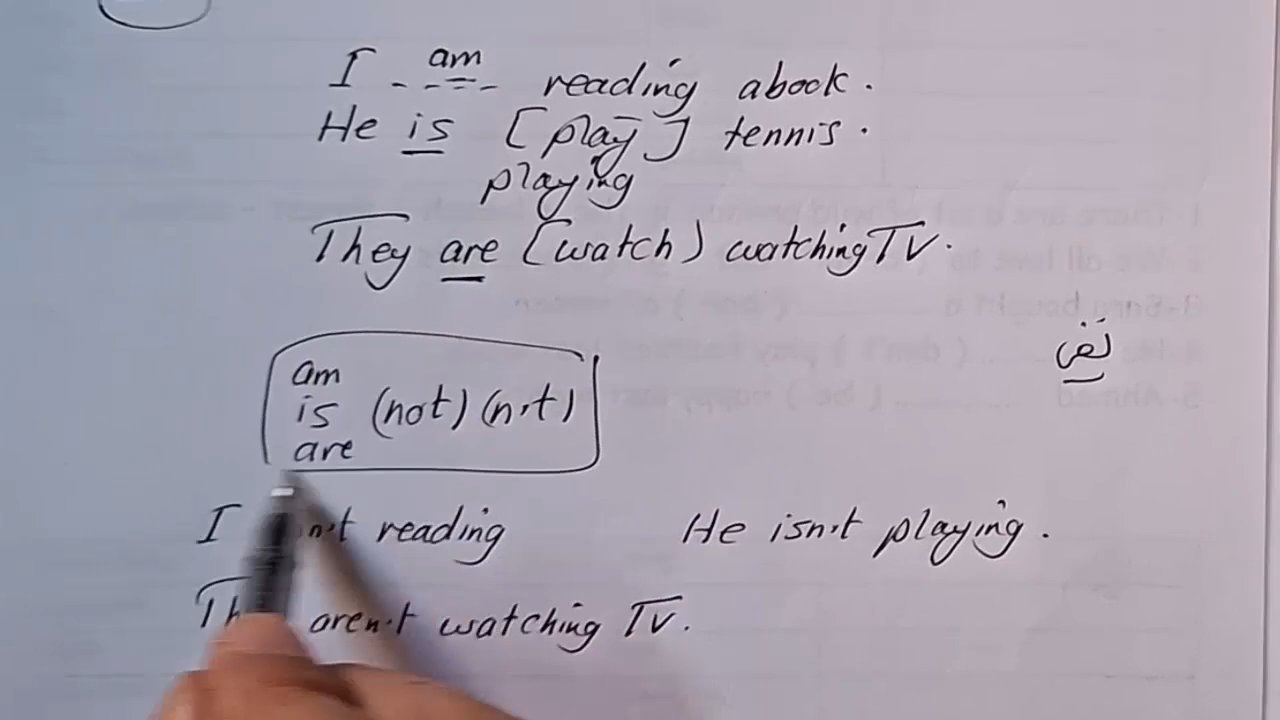 I am reading abook.
He is [play] tennis.
playing
They are (watch) watching TV.
نفى
am
is (not) (n't)
are
I reading He isn't playing.
aren't watching TV.